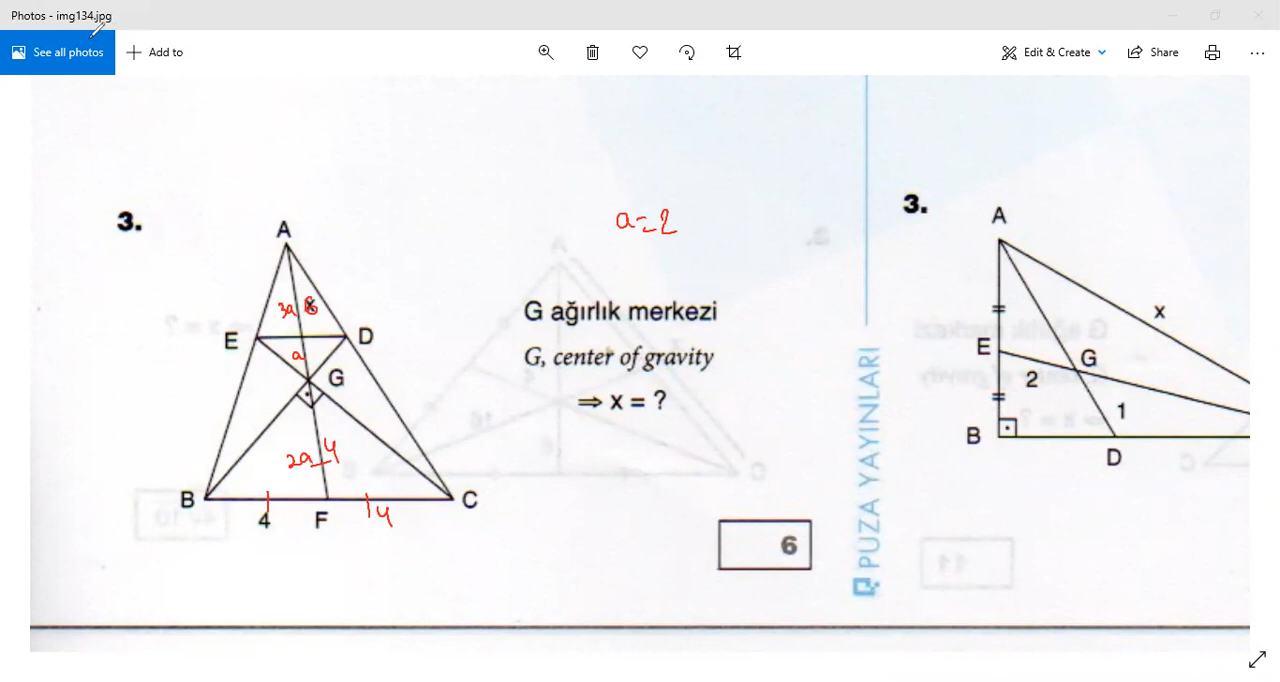 Photos - img134.jpg
See all photos
Add to
Edit & Create
Share
3.
A
3a
6
x
E
D
a
G
2a=4
B
C
4
F
4
a=2
G ağırlık merkezi
G, center of gravity
⇒ x = ?
6
PUZA YAYINLARI
3.
A
x
E
G
2
1
B
D